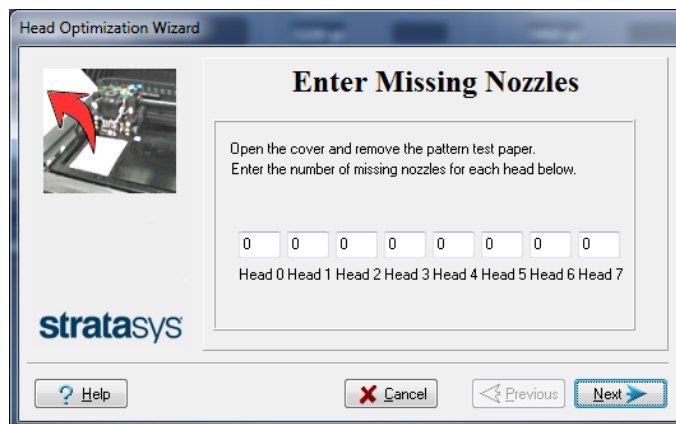 Head Optimization Wizard
Enter Missing Nozzles
Open the cover and remove the pattern test paper.
Enter the number of missing nozzles for each head below.
0 0 0 0 0 0 0 0
Head 0 Head 1 Head 2 Head 3 Head 4 Head 5 Head 6 Head 7
stratasys
? Help Cancel Previous Next